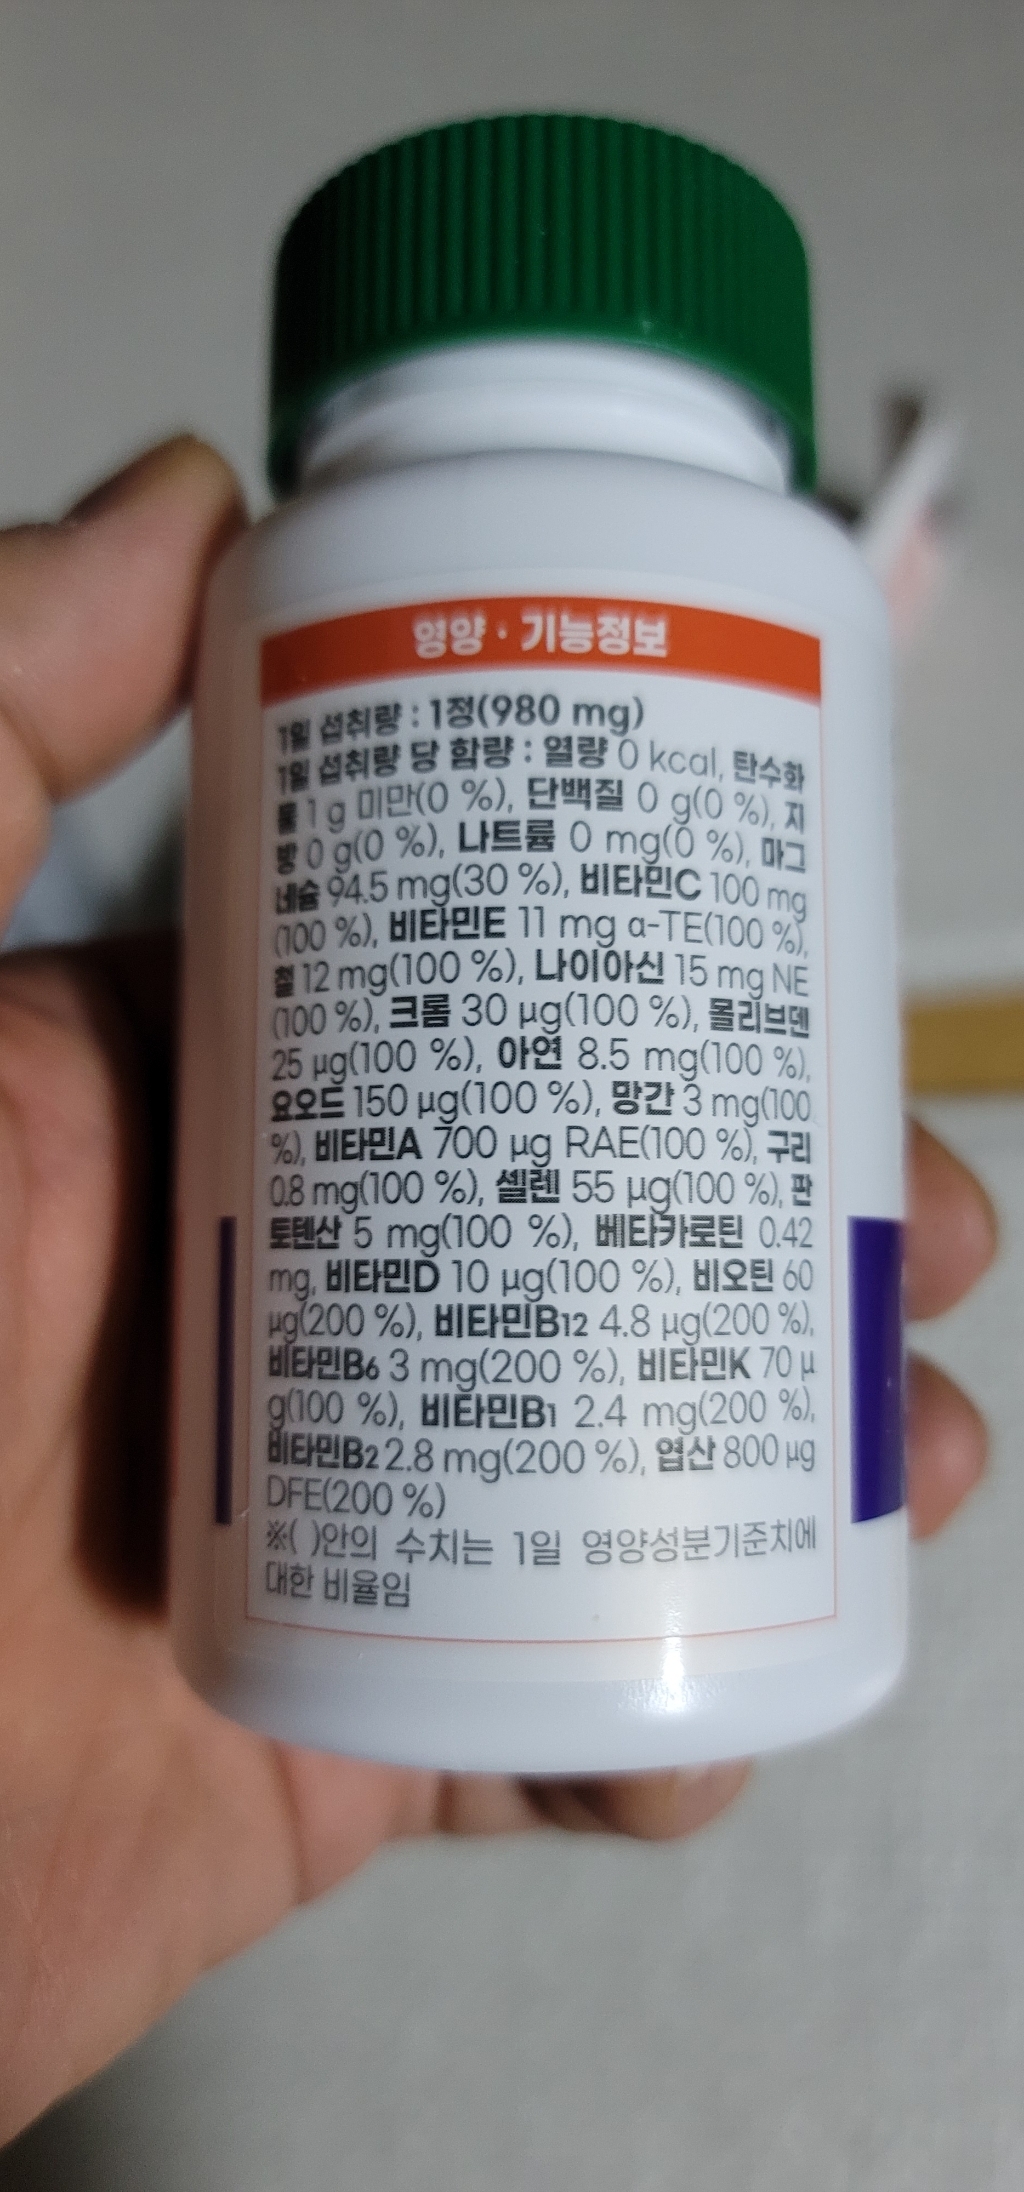 영양 · 기능정보
1일 섭취량 : 1정(980 mg)
1일 섭취량 당 함량 : 열량 0 kcal, 탄수화
물 1 g 미만(0 %), 단백질 0 g(0 %), 지
방 0 g(0 %), 나트륨 0 mg(0 %), 마그
네슘 94.5 mg(30 %), 비타민C 100 mg
(100 %), 비타민E 11 mg α-TE(100 %),
철 12 mg(100 %), 나이아신 15 mg NE
(100 %), 크롬 30 μg(100 %), 몰리브덴
25 μg(100 %), 아연 8.5 mg(100 %),
요오드 150 μg(100 %), 망간 3 mg(100
%), 비타민A 700 μg RAE(100 %), 구리
0.8 mg(100 %), 셀렌 55 μg(100 %), 판
토텐산 5 mg(100 %), 베타카로틴 0.42
mg, 비타민D 10 μg(100 %), 비오틴 60
μg(200 %), 비타민B12 4.8 μg(200 %),
비타민B6 3 mg(200 %), 비타민K 70 μ
g(100 %), 비타민B1 2.4 mg(200 %),
비타민B2 2.8 mg(200 %), 엽산 800 μg
DFE(200 %)
※( )안의 수치는 1일 영양성분기준치에
대한 비율임